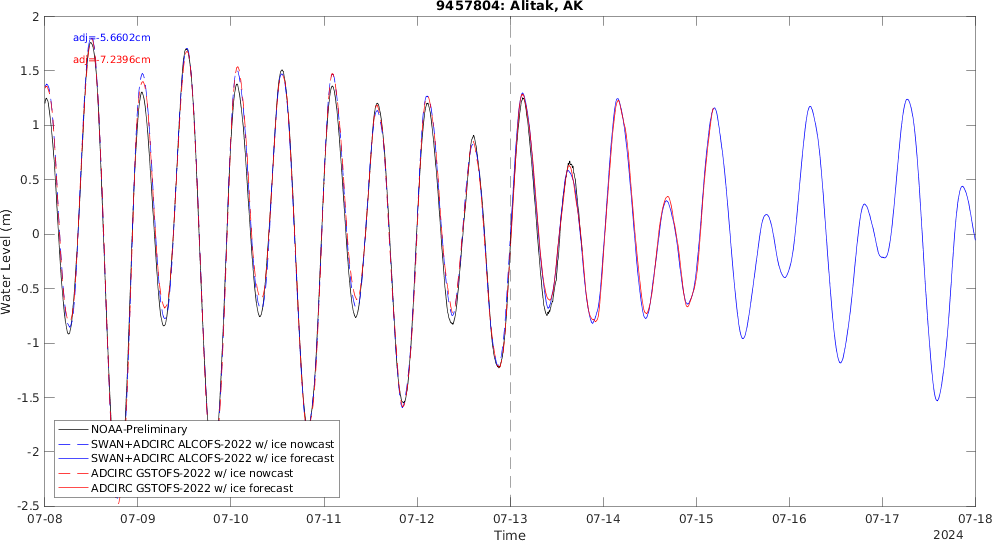 9457804: Alitak, AK
adj=-5.6602cm
adj=-7.2396cm
2
1.5
1
0.5
0
-0.5
-1
-1.5
-2
-2.5
Water Level (m)
NOAA-Preliminary
SWAN+ADCIRC ALCOFS-2022 w/ ice nowcast
SWAN+ADCIRC ALCOFS-2022 w/ ice forecast
ADCIRC GSTOFS-2022 w/ ice nowcast
ADCIRC GSTOFS-2022 w/ ice forecast
07-08 07-09 07-10 07-11 07-12 07-13 07-14 07-15 07-16 07-17 07-18
Time
2024